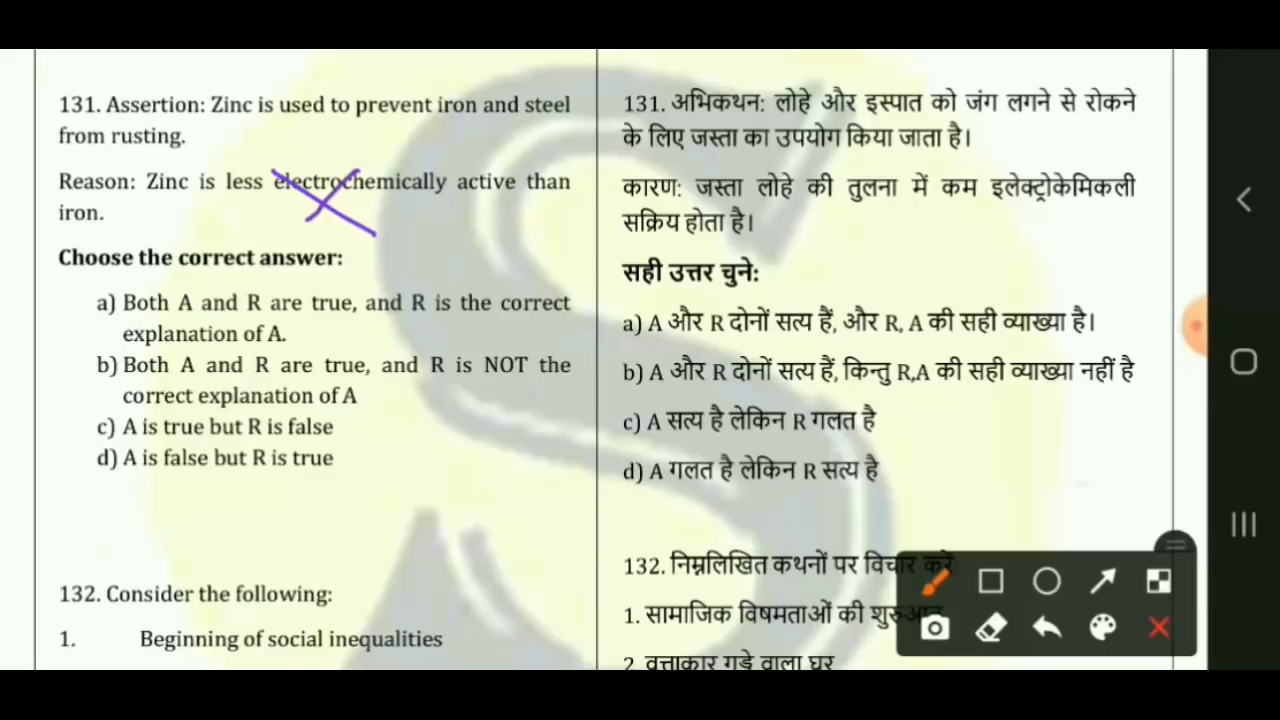 131. Assertion: Zinc is used to prevent iron and steel
from rusting.
Reason: Zinc is less electrochemically active than
iron.
Choose the correct answer:
a) Both A and R are true, and R is the correct
explanation of A.
b) Both A and R are true, and R is NOT the
correct explanation of A
c) A is true but R is false
d) A is false but R is true
132. Consider the following:
1. Beginning of social inequalities
131. अभिकथन: लोहे और इस्पात को जंग लगने से रोकने
के लिए जस्ता का उपयोग किया जाता है।
कारण: जस्ता लोहे की तुलना में कम इलेक्ट्रोकेमिकली
सक्रिय होता है।
सही उत्तर चुने:
a) A और R दोनों सत्य हैं, और R, A की सही व्याख्या है।
b) A और R दोनों सत्य हैं, किन्तु R,A की सही व्याख्या नहीं है
c) A सत्य है लेकिन R गलत है
d) A गलत है लेकिन R सत्य है
132. निम्नलिखित कथनों पर विचार करें
1. सामाजिक विषमताओं की शुरुआत
2. वृत्ताकार गड्ढे वाला घर